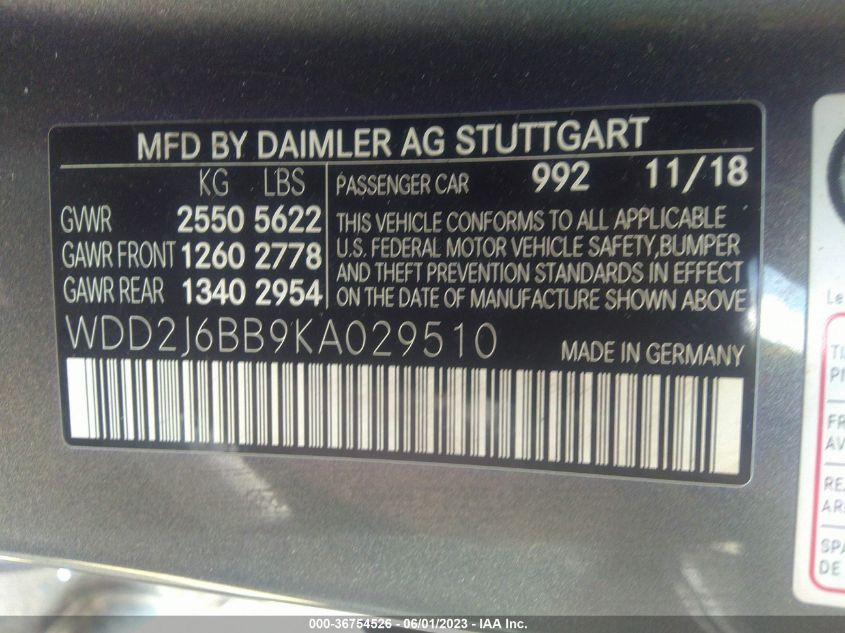 MFD BY DAIMLER AG STUTTGART
KG LBS
GVWR 2550 5622
GAWR FRONT 1260 2778
GAWR REAR 1340 2954
PASSENGER CAR 992 11/18
THIS VEHICLE CONFORMS TO ALL APPLICABLE
U.S. FEDERAL MOTOR VEHICLE SAFETY, BUMPER
AND THEFT PREVENTION STANDARDS IN EFFECT
ON THE DATE OF MANUFACTURE SHOWN ABOVE
WDD2J6BB9KA029510
MADE IN GERMANY
000-36754526 - 06/01/2023 - IAA Inc.